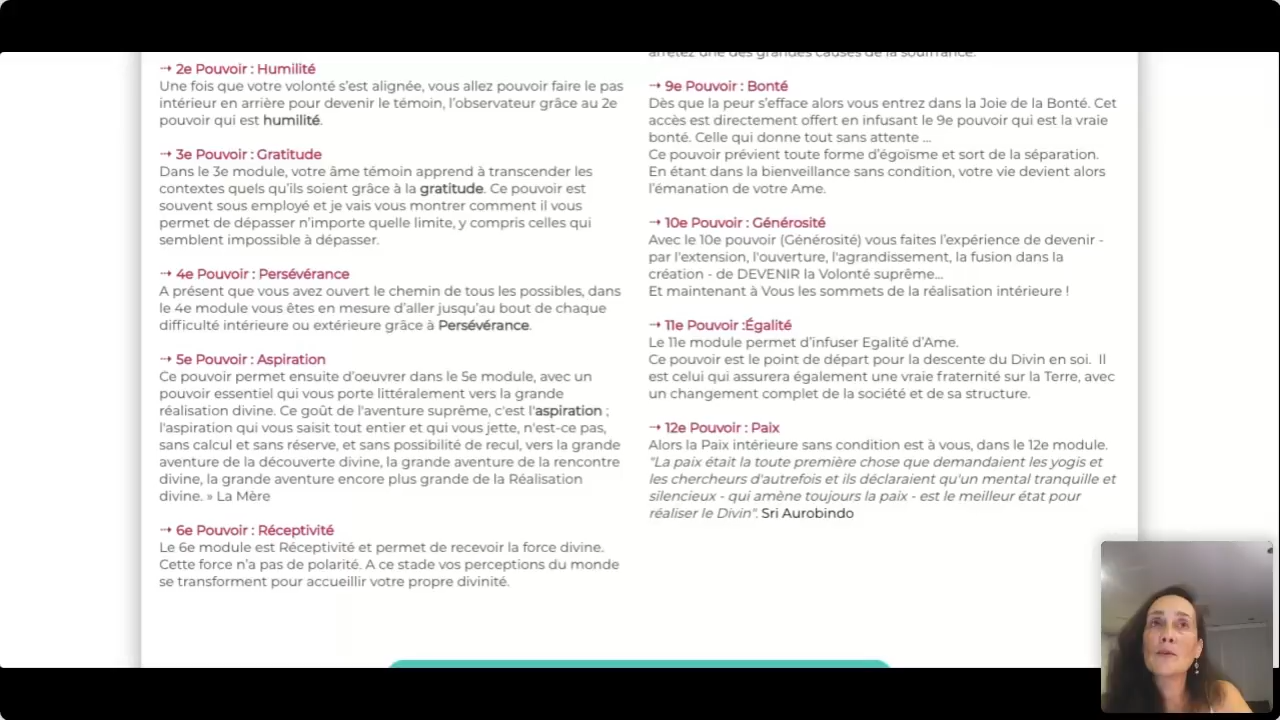 ⇢ 2e Pouvoir : Humilité
Une fois que votre volonté s'est alignée, vous allez pouvoir faire le pas
intérieur en arrière pour devenir le témoin, l'observateur grâce au 2e
pouvoir qui est humilité.
⇢ 3e Pouvoir : Gratitude
Dans le 3e module, votre âme témoin apprend à transcender les
contextes quels qu'ils soient grâce à la gratitude. Ce pouvoir est
souvent sous employé et je vais vous montrer comment il vous
permet de dépasser n'importe quelle limite, y compris celles qui
semblent impossible à dépasser.
⇢ 4e Pouvoir : Persévérance
A présent que vous avez ouvert le chemin de tous les possibles, dans
le 4e module vous êtes en mesure d'aller jusqu'au bout de chaque
difficulté intérieure ou extérieure grâce à Persévérance.
⇢ 5e Pouvoir : Aspiration
Ce pouvoir permet ensuite d'oeuvrer dans le 5e module, avec un
pouvoir essentiel qui vous porte littéralement vers la grande
réalisation divine. Ce goût de l'aventure suprême, c'est l'aspiration ;
l'aspiration qui vous saisit tout entier et qui vous jette, n'est-ce pas,
sans calcul et sans réserve, et sans possibilité de recul, vers la grande
aventure de la découverte divine, la grande aventure de la rencontre
divine, la grande aventure encore plus grande de la Réalisation
divine. » La Mère
⇢ 6e Pouvoir : Réceptivité
Le 6e module est Réceptivité et permet de recevoir la force divine.
Cette force n'a pas de polarité. A ce stade vos perceptions du monde
se transforment pour accueillir votre propre divinité.
arrêtez une des grandes causes de la souffrance.
⇢ 9e Pouvoir : Bonté
Dès que la peur s'efface alors vous entrez dans la Joie de la Bonté. Cet
accès est directement offert en infusant le 9e pouvoir qui est la vraie
bonté. Celle qui donne tout sans attente ...
Ce pouvoir prévient toute forme d'égoïsme et sort de la séparation.
En étant dans la bienveillance sans condition, votre vie devient alors
l'émanation de votre Ame.
⇢ 10e Pouvoir : Générosité
Avec le 10e pouvoir (Générosité) vous faites l'expérience de devenir -
par l'extension, l'ouverture, l'agrandissement, la fusion dans la
création - de DEVENIR la Volonté suprême...
Et maintenant à Vous les sommets de la réalisation intérieure !
⇢ 11e Pouvoir :Égalité
Le 11e module permet d'infuser Egalité d'Ame.
Ce pouvoir est le point de départ pour la descente du Divin en soi. Il
est celui qui assurera également une vraie fraternité sur la Terre, avec
un changement complet de la société et de sa structure.
⇢ 12e Pouvoir : Paix
Alors la Paix intérieure sans condition est à vous, dans le 12e module.
"La paix était la toute première chose que demandaient les yogis et
les chercheurs d'autrefois et ils déclaraient qu'un mental tranquille et
silencieux - qui amène toujours la paix - est le meilleur état pour
réaliser le Divin". Sri Aurobindo